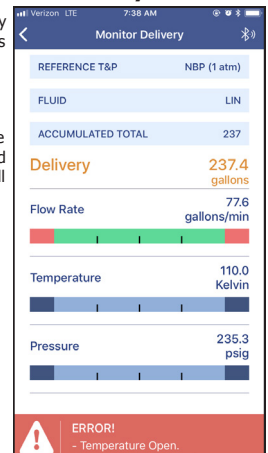 Verizon LTE 7:38 AM
Monitor Delivery
REFERENCE T&P NBP (1 atm)
FLUID LIN
ACCUMULATED TOTAL 237
Delivery 237.4
gallons
Flow Rate 77.6
gallons/min
Temperature 110.0
Kelvin
Pressure 235.3
psig
ERROR!
- Temperature Open.